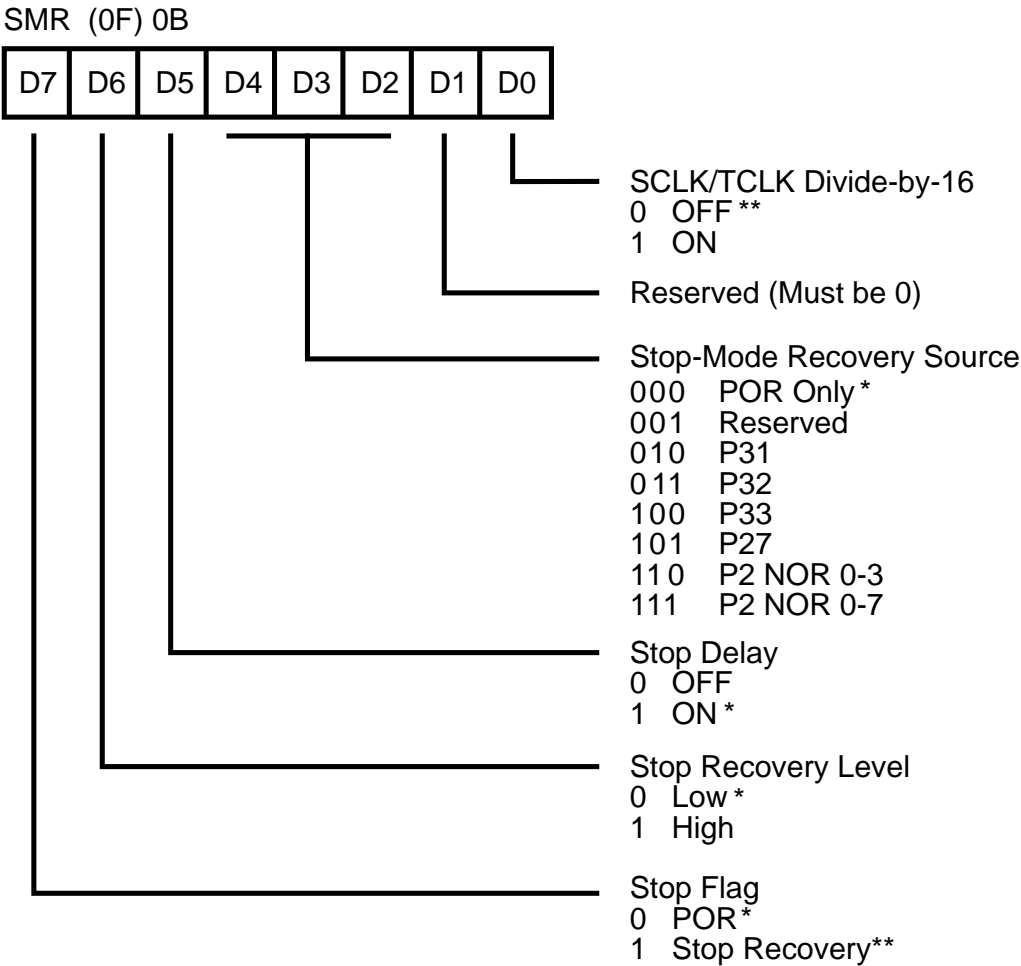 SMR (0F) 0B
D7 D6 D5 D4 D3 D2 D1 D0
SCLK/TCLK Divide-by-16
0 OFF **
1 ON
Reserved (Must be 0)
Stop-Mode Recovery Source
000 POR Only *
001 Reserved
010 P31
011 P32
100 P33
101 P27
110 P2 NOR 0-3
111 P2 NOR 0-7
Stop Delay
0 OFF
1 ON *
Stop Recovery Level
0 Low *
1 High
Stop Flag
0 POR *
1 Stop Recovery**